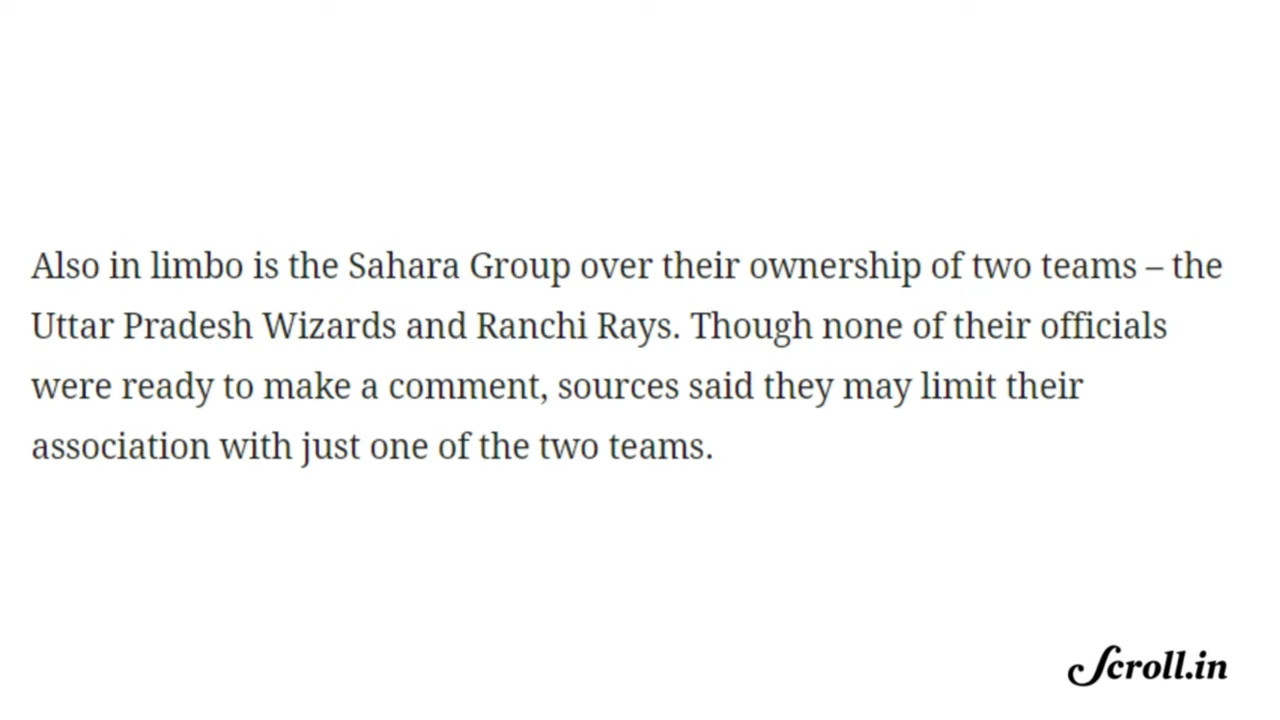 Also in limbo is the Sahara Group over their ownership of two teams – the
Uttar Pradesh Wizards and Ranchi Rays. Though none of their officials
were ready to make a comment, sources said they may limit their
association with just one of the two teams.
Scroll.in